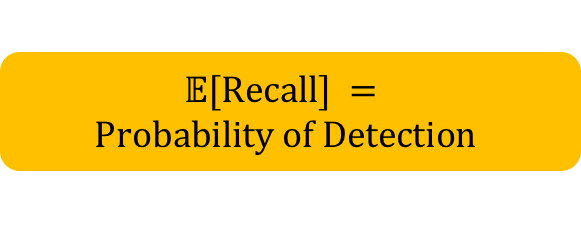 𝔼[Recall] =
Probability of Detection